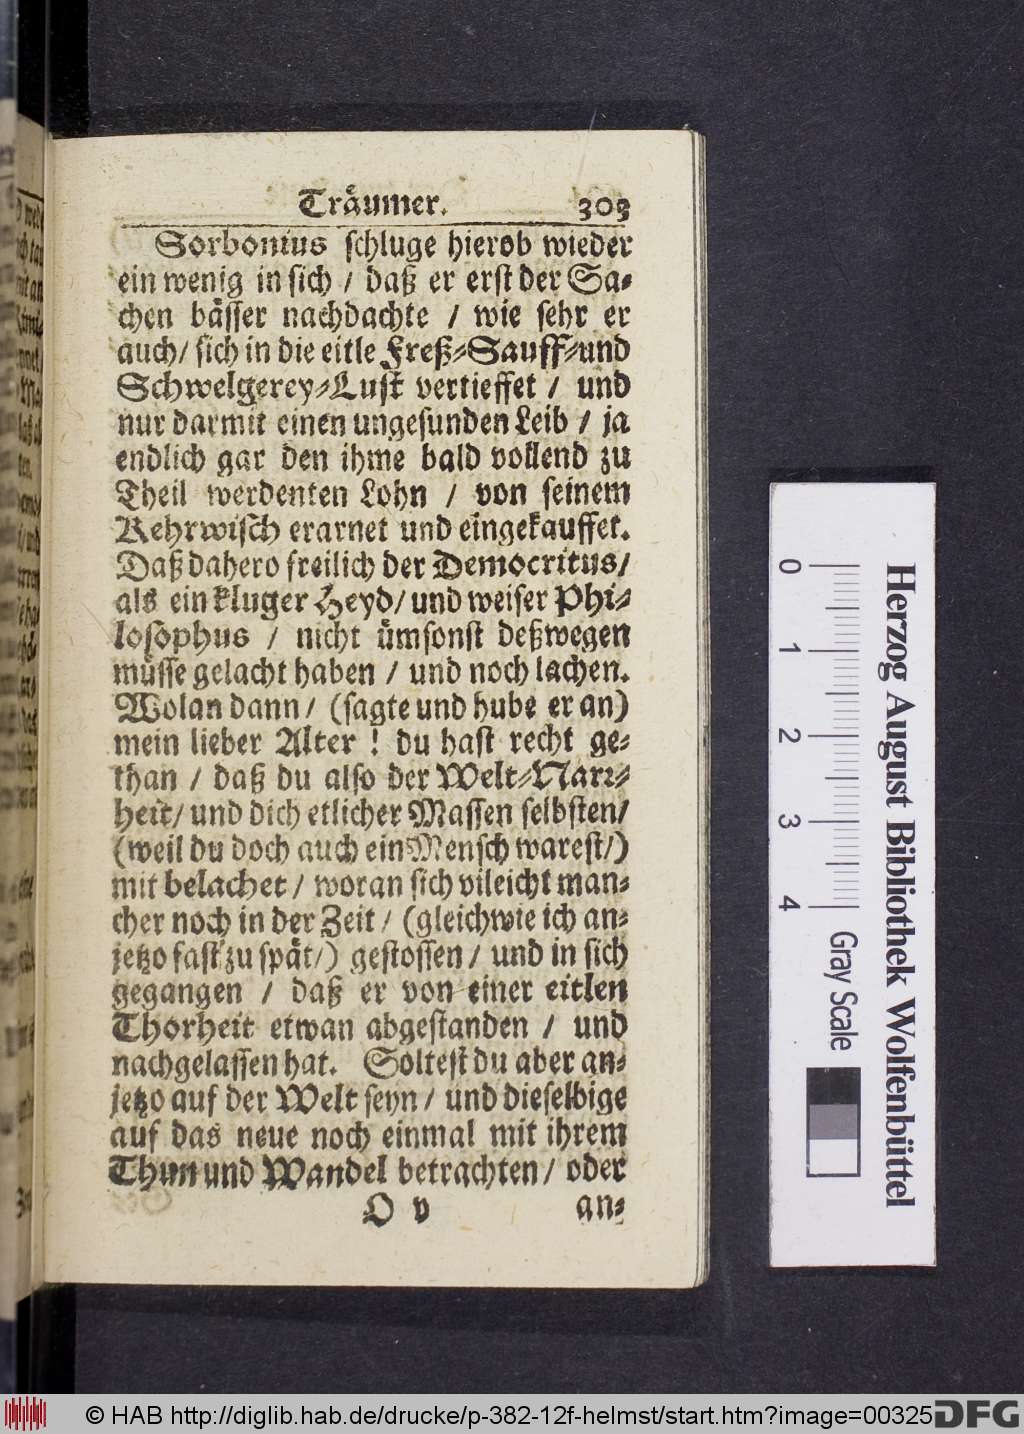 Träumer. 303
Sorbonius schluge hierob wieder
ein wenig in sich / daß er erst der Sa-
chen bässer nachdachte / wie sehr er
auch/ sich in die eitle Freß-Sauff-und
Schwelgerey-Lust vertieffet / und
nur darmit einen ungesunden Leib / ja
endlich gar den ihme bald vollend zu
Theil werdenten Lohn / von seinem
Kehrwisch erarnet und eingekauffet.
Daß dahero freilich der Democritus/
als ein kluger Heyd/ und weiser Phi-
losophus / nicht ümsonst deßwegen
müsse gelacht haben / und noch lachen.
Wolan dann/ (sagte und hube er an)
mein lieber Alter ! du hast recht ge-
than / daß du also der Welt-Narr-
heit/ und dich etlicher Massen selbsten/
(weil du doch auch ein Mensch warest/)
mit belachet / woran sich vileicht man-
cher noch in der Zeit / (gleichwie ich an-
jetzo fast zu spät/) gestossen / und in sich
gegangen / daß er von einer eitlen
Thorheit etwan abgestanden / und
nachgelassen hat. Soltest du aber an-
jetzo auf der Welt seyn / und dieselbige
auf das neue noch einmal mit ihrem
Thun und Wandel betrachten/ oder
O v an-
0 1 2 3 4 Gray Scale
Herzog August Bibliothek Wolfenbüttel
© HAB http://diglib.hab.de/drucke/p-382-12f-helmst/start.htm?image=00325
DFG